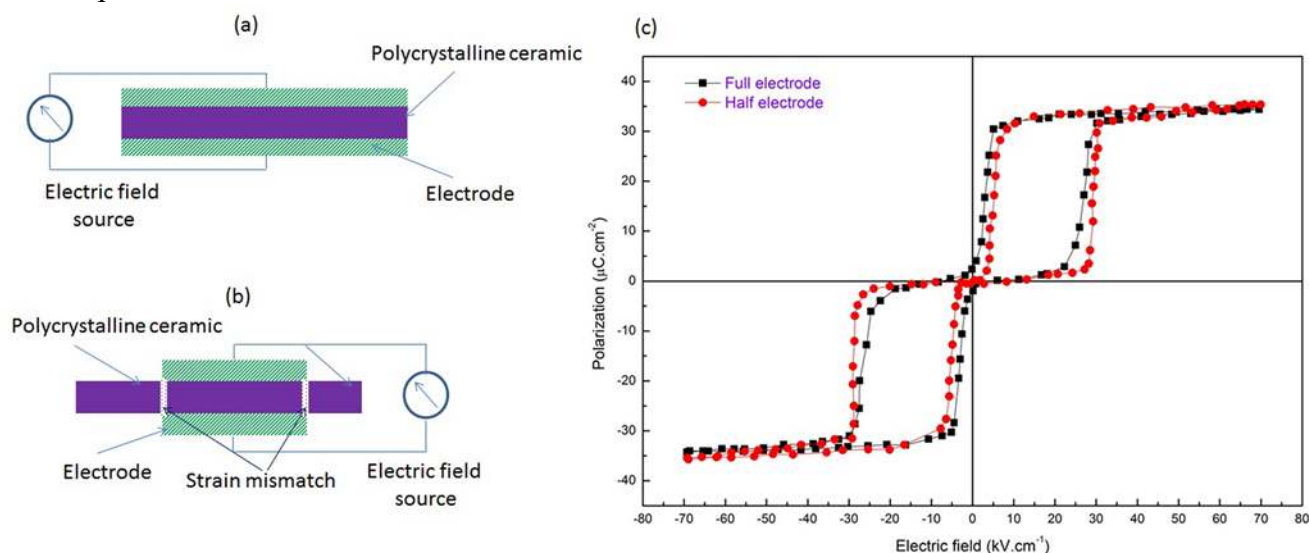 (a)
Polycrystalline ceramic
Electric field
source
Electrode
(b)
Polycrystalline ceramic
Electrode
Strain mismatch
Electric field
source
(c)
Full electrode
Half electrode
Polarization (μC.cm⁻²)
40
30
20
10
0
-10
-20
-30
-40
-80 -70 -60 -50 -40 -30 -20 -10 0 10 20 30 40 50 60 70 80
Electric field (kV.cm⁻¹)